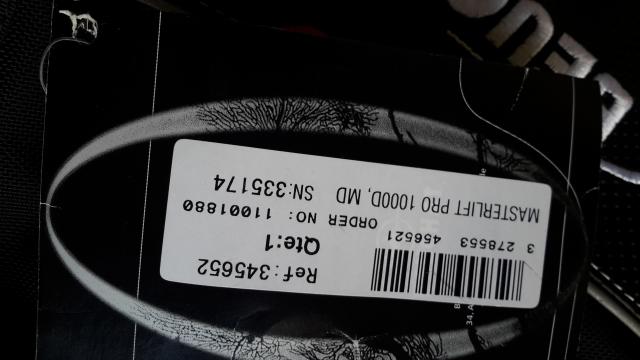 Ref:345652
Qte:1
ORDER NO: 11001880
SN:335174
3 278553 456521
MASTERLIFT PRO 1000D, MD